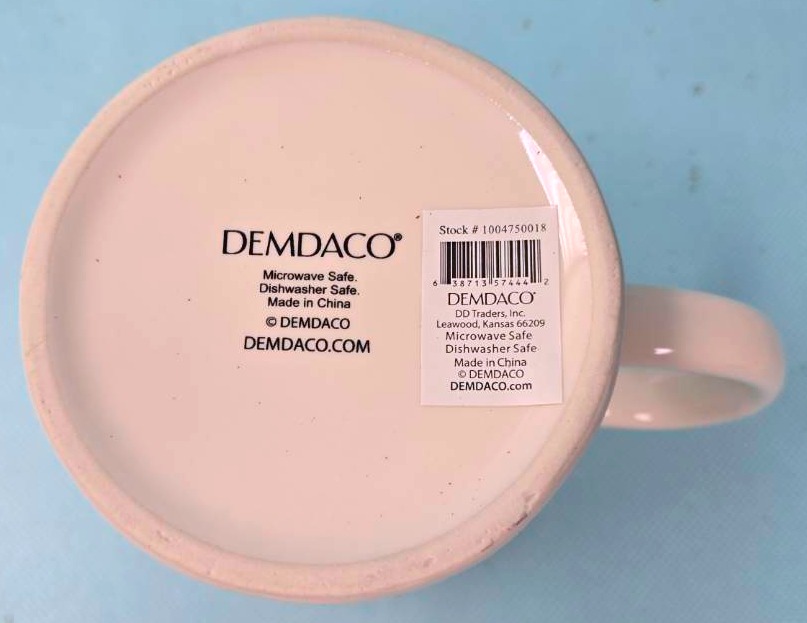 DEMDACO®
Microwave Safe.
Dishwasher Safe.
Made in China
© DEMDACO
DEMDACO.COM
Stock # 1004750018
6 38713 57444 2
DEMDACO®
DD Traders, Inc.
Leawood, Kansas 66209
Microwave Safe
Dishwasher Safe
Made in China
© DEMDACO
DEMDACO.com